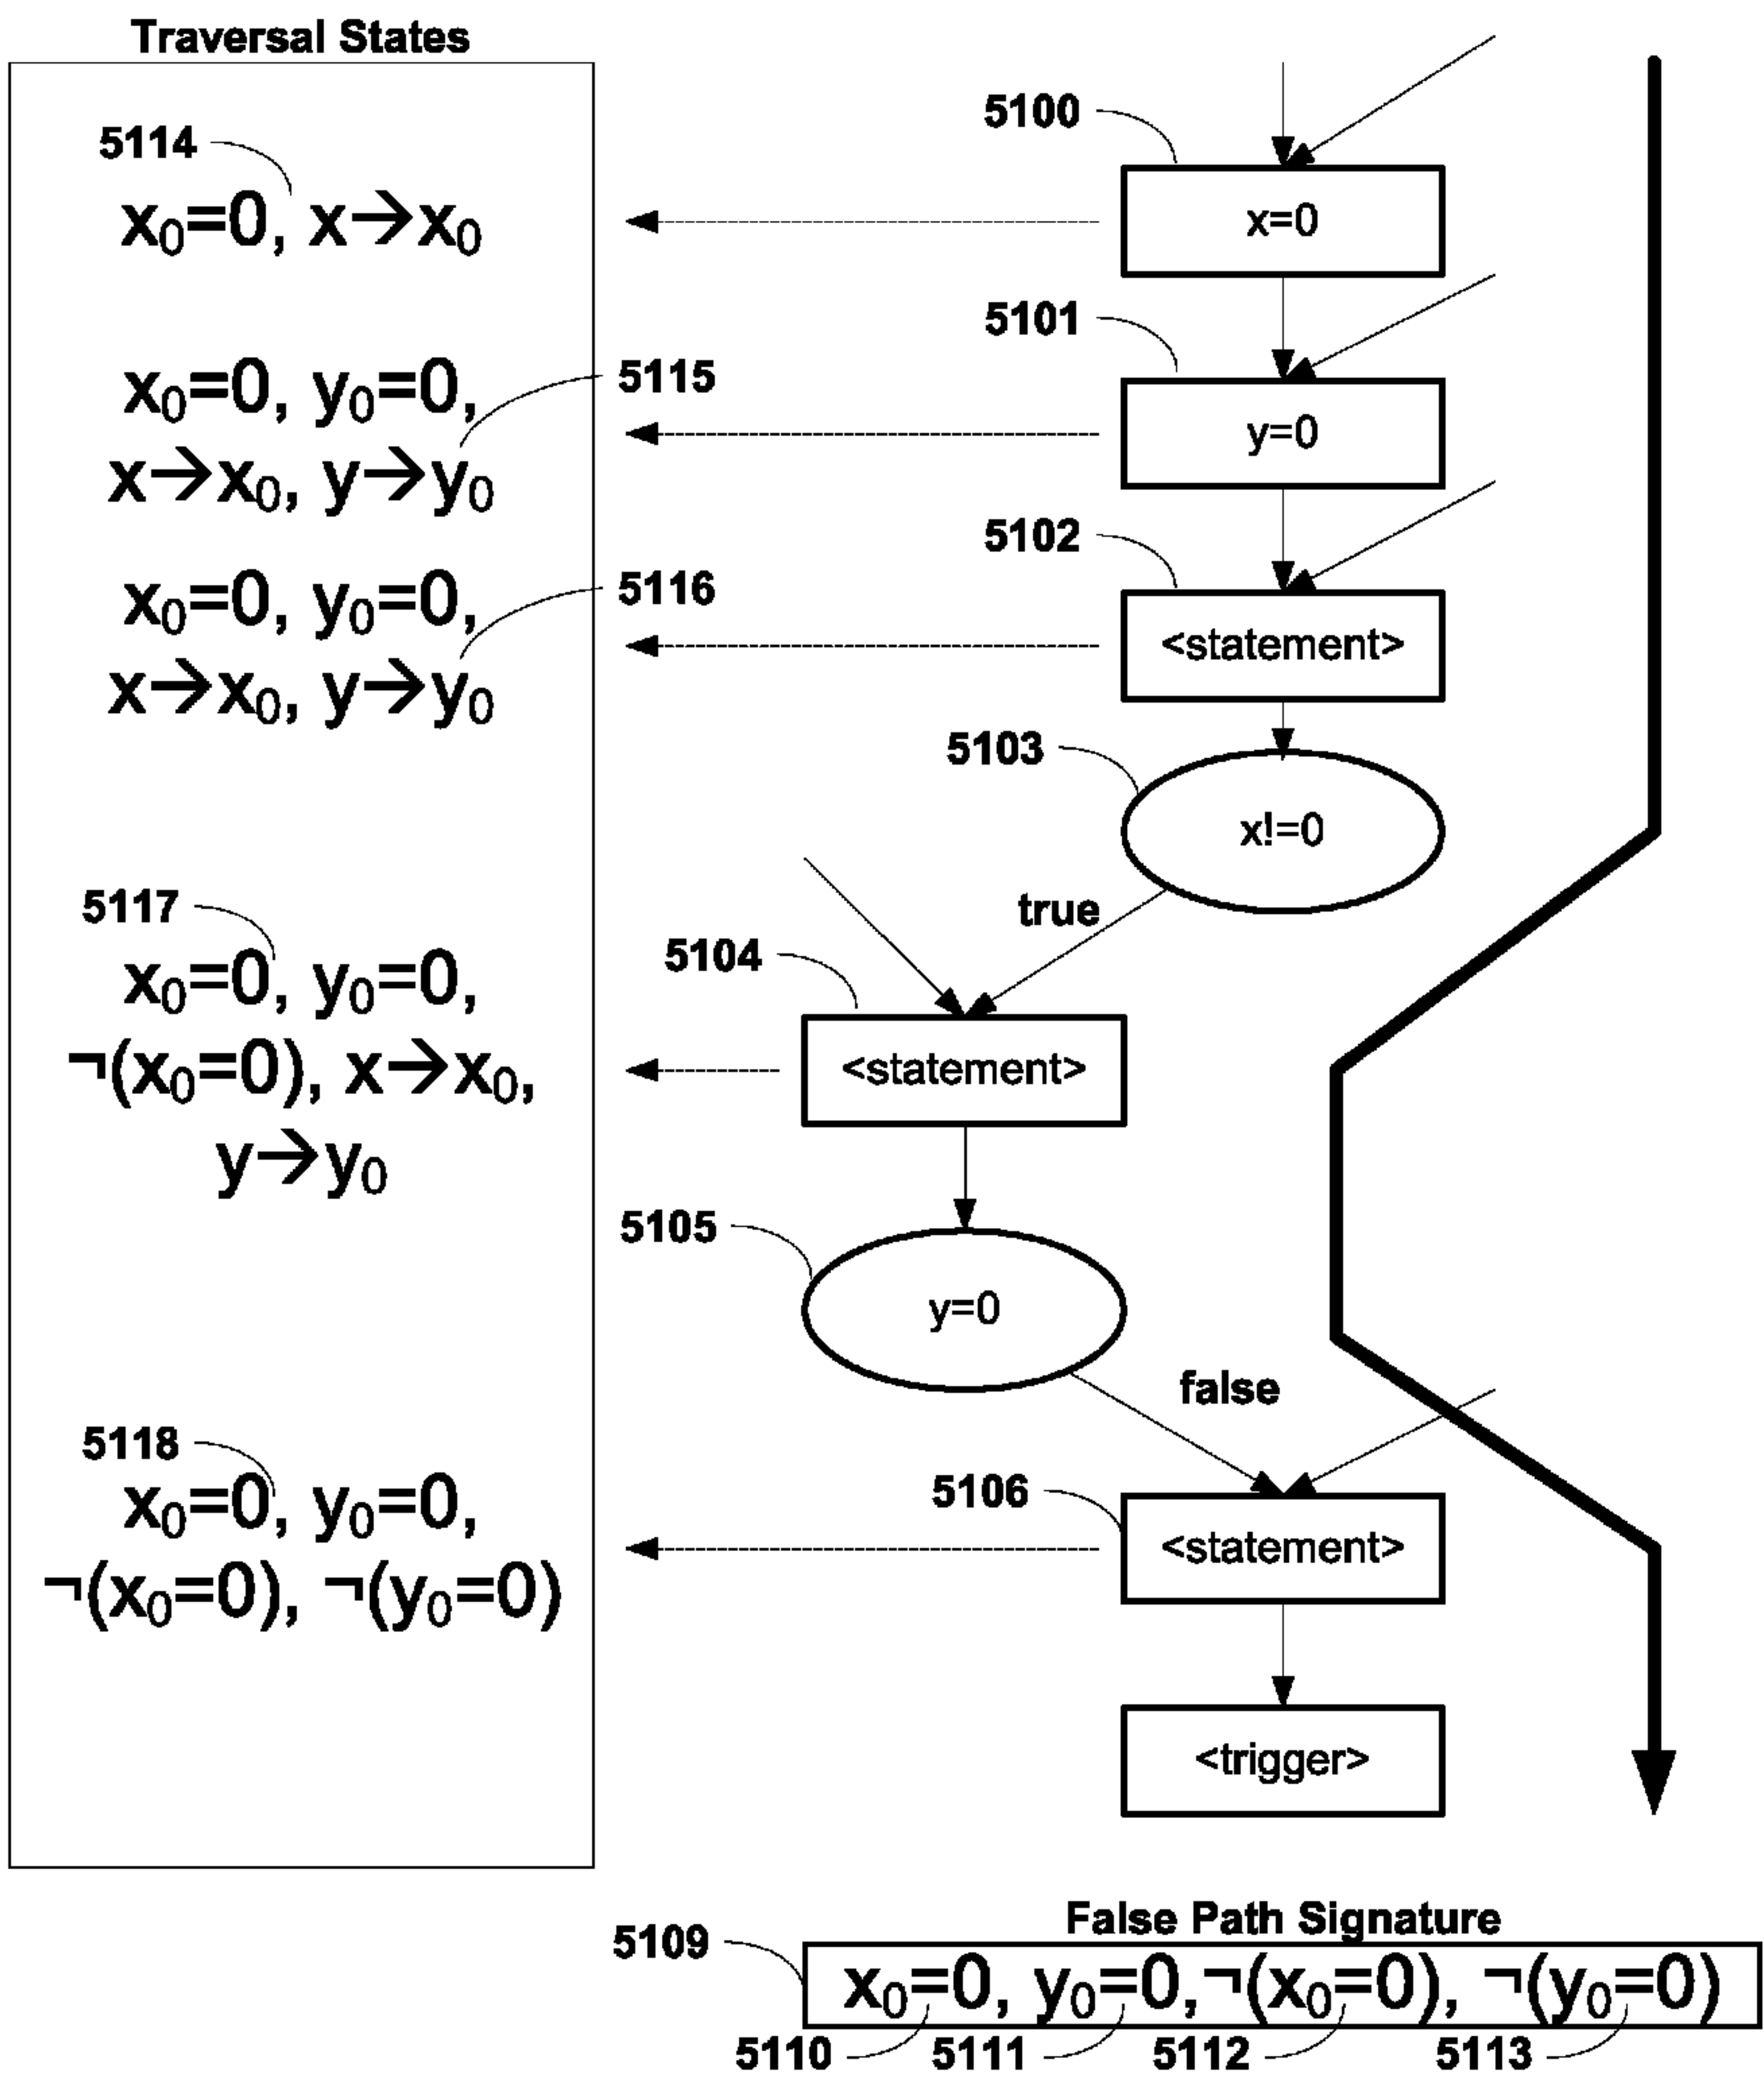 Traversal States
5114
x₀=0, x→x₀
x₀=0, y₀=0,
x→x₀, y→y₀
5115
x₀=0, y₀=0,
x→x₀, y→y₀
5116
5117
x₀=0, y₀=0,
¬(x₀=0), x→x₀,
y→y₀
5118
x₀=0, y₀=0,
¬(x₀=0), ¬(y₀=0)
5100
x=0
5101
y=0
5102
<statement>
5103
x!=0
true
5104
<statement>
5105
y=0
false
5106
<statement>
<trigger>
False Path Signature
5109
x₀=0, y₀=0,¬(x₀=0), ¬(y₀=0)
5110 5111 5112 5113